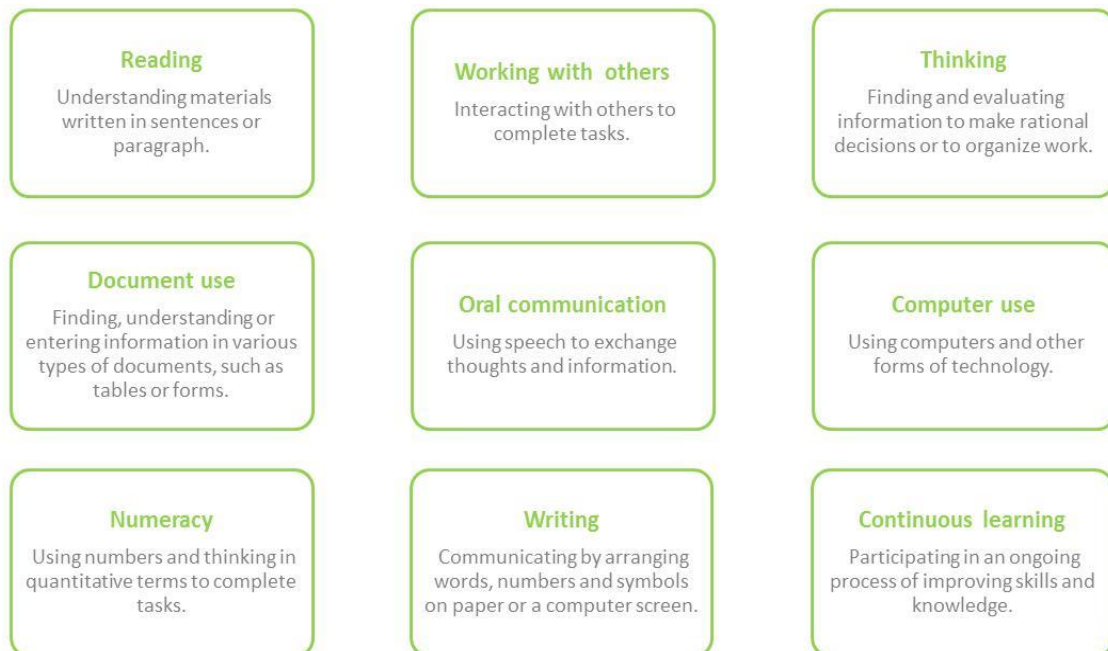 Reading
Understanding materials
written in sentences or
paragraph.
Working with others
Interacting with others to
complete tasks.
Thinking
Finding and evaluating
information to make rational
decisions or to organize work.
Document use
Finding, understanding or
entering information in various
types of documents, such as
tables or forms.
Oral communication
Using speech to exchange
thoughts and information.
Computer use
Using computers and other
forms of technology.
Numeracy
Using numbers and thinking in
quantitative terms to complete
tasks.
Writing
Communicating by arranging
words, numbers and symbols
on paper or a computer screen.
Continuous learning
Participating in an ongoing
process of improving skills and
knowledge.